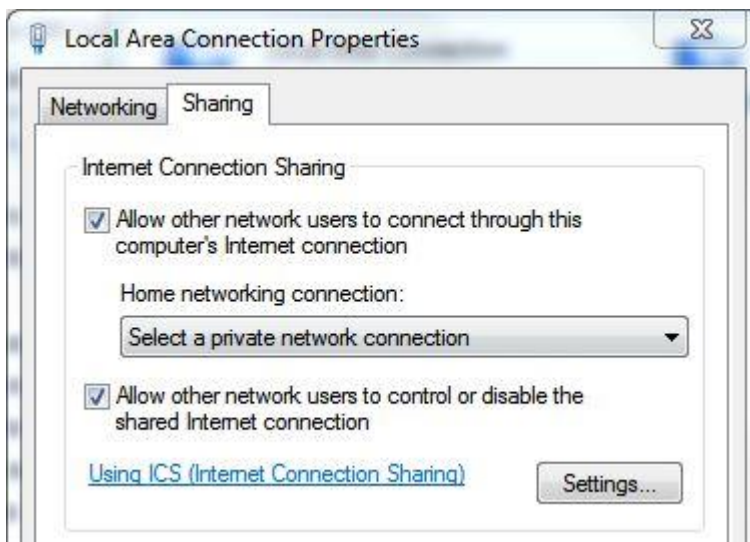 Local Area Connection Properties
Networking
Sharing
Internet Connection Sharing
Allow other network users to connect through this
computer's Internet connection
Home networking connection:
Select a private network connection
Allow other network users to control or disable the
shared Internet connection
Using ICS (Internet Connection Sharing)
Settings...